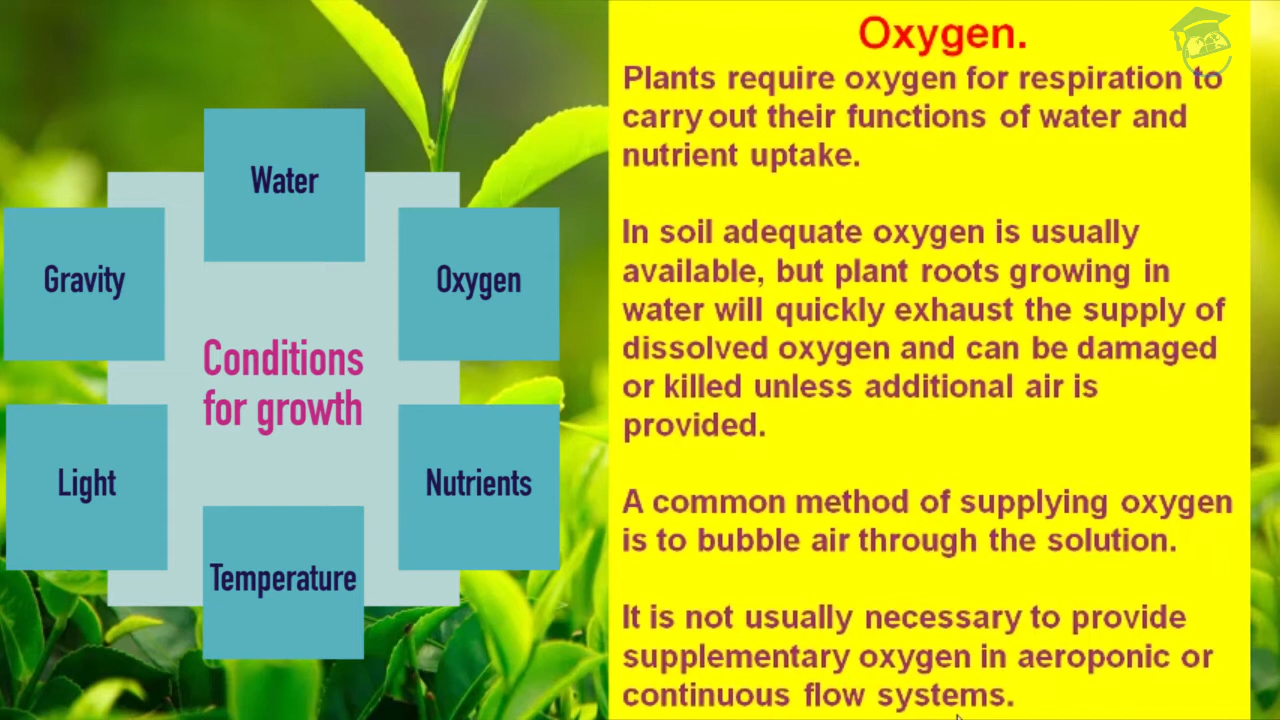 Water
Gravity
Oxygen
Conditions
for growth
Light
Nutrients
Temperature
Oxygen.
Plants require oxygen for respiration to
carry out their functions of water and
nutrient uptake.
In soil adequate oxygen is usually
available, but plant roots growing in
water will quickly exhaust the supply of
dissolved oxygen and can be damaged
or killed unless additional air is
provided.
A common method of supplying oxygen
is to bubble air through the solution.
It is not usually necessary to provide
supplementary oxygen in aeroponic or
continuous flow systems.